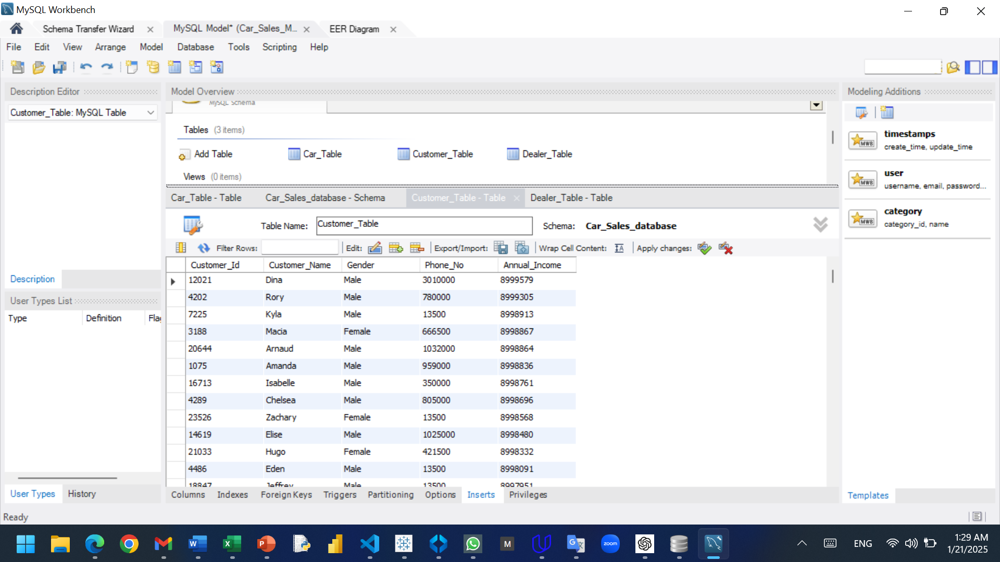 MySQL Workbench
Schema Transfer Wizard
MySQL Model* (Car_Sales_M...
EER Diagram
File Edit View Arrange Model Database Tools Scripting Help
Description Editor
Customer_Table: MySQL Table
Description
User Types List
Type Definition Flag
User Types History
Model Overview
MySQL Schema
Tables (3 items)
Add Table Car_Table Customer_Table Dealer_Table
Views (0 items)
Car_Table - Table Car_Sales_database - Schema Customer_Table - Table Dealer_Table - Table
Table Name: Customer_Table Schema: Car_Sales_database
Filter Rows: Edit: Export/Import: Wrap Cell Content: Apply changes:
Customer_Id Customer_Name Gender Phone_No Annual_Income
12021 Dina Male 3010000 8999579
4202 Rory Male 780000 8999305
7225 Kyla Male 13500 8998913
3188 Macia Female 666500 8998867
20644 Arnaud Male 1032000 8998864
1075 Amanda Male 959000 8998836
16713 Isabelle Male 350000 8998761
4289 Chelsea Male 805000 8998696
23526 Zachary Female 13500 8998568
14619 Elise Male 1025000 8998480
21033 Hugo Female 421500 8998332
4486 Eden Male 13500 8998091
18847 Jeffrey Male 13500 8997951
Columns Indexes Foreign Keys Triggers Partitioning Options Inserts Privileges
Modeling Additions
MWB
timestamps
create_time, update_time
MWB
user
username, email, password...
MWB
category
category_id, name
Templates
Ready
W X P M zoom
ENG
1:29 AM
1/21/2025